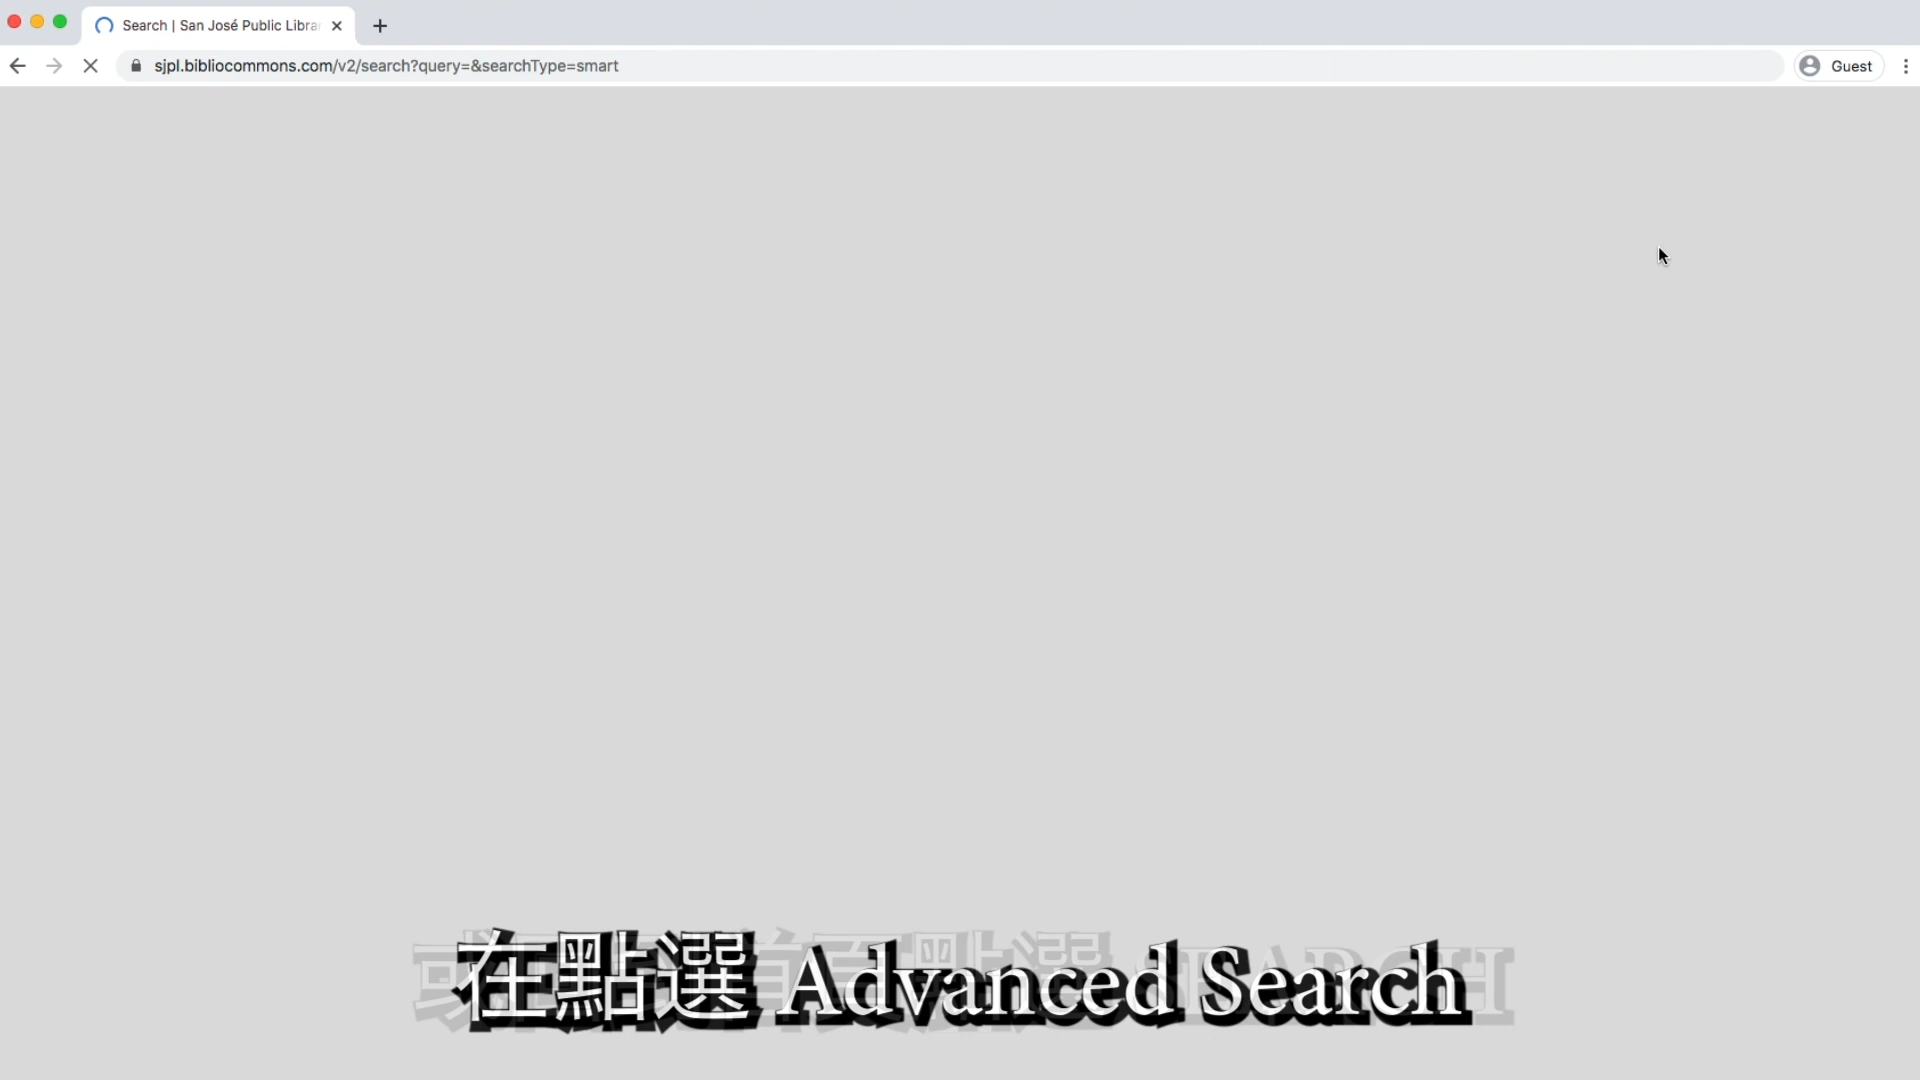 Search | San José Public Libra
sjpl.bibliocommons.com/v2/search?query=&searchType=smart
Guest
在點選 Advanced Search